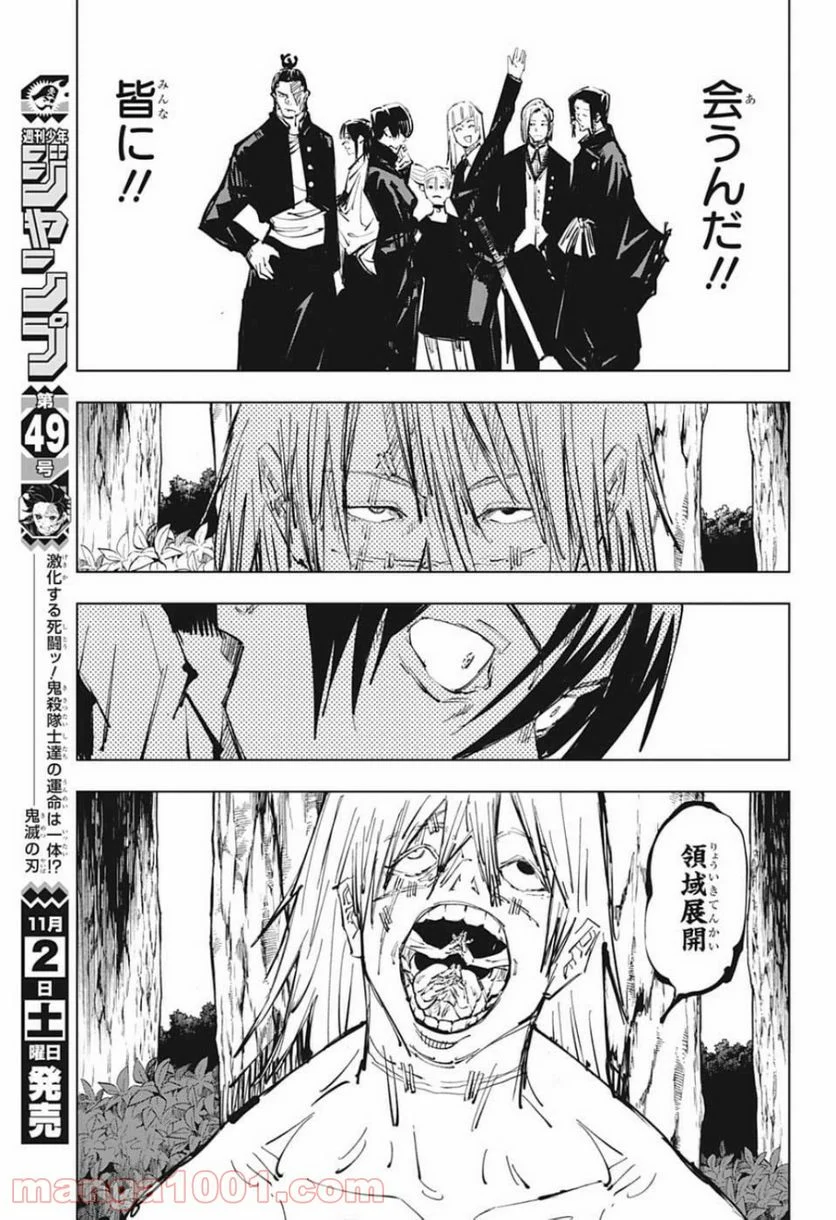 会うんだ!!
皆に!!
領域展開
週刊少年
ジャンプ
第
49
号
激化する死闘ッ!鬼殺隊士達の運命は一体!?
鬼滅の刃
11月
2
日
土
曜日
発売
manga1001.com